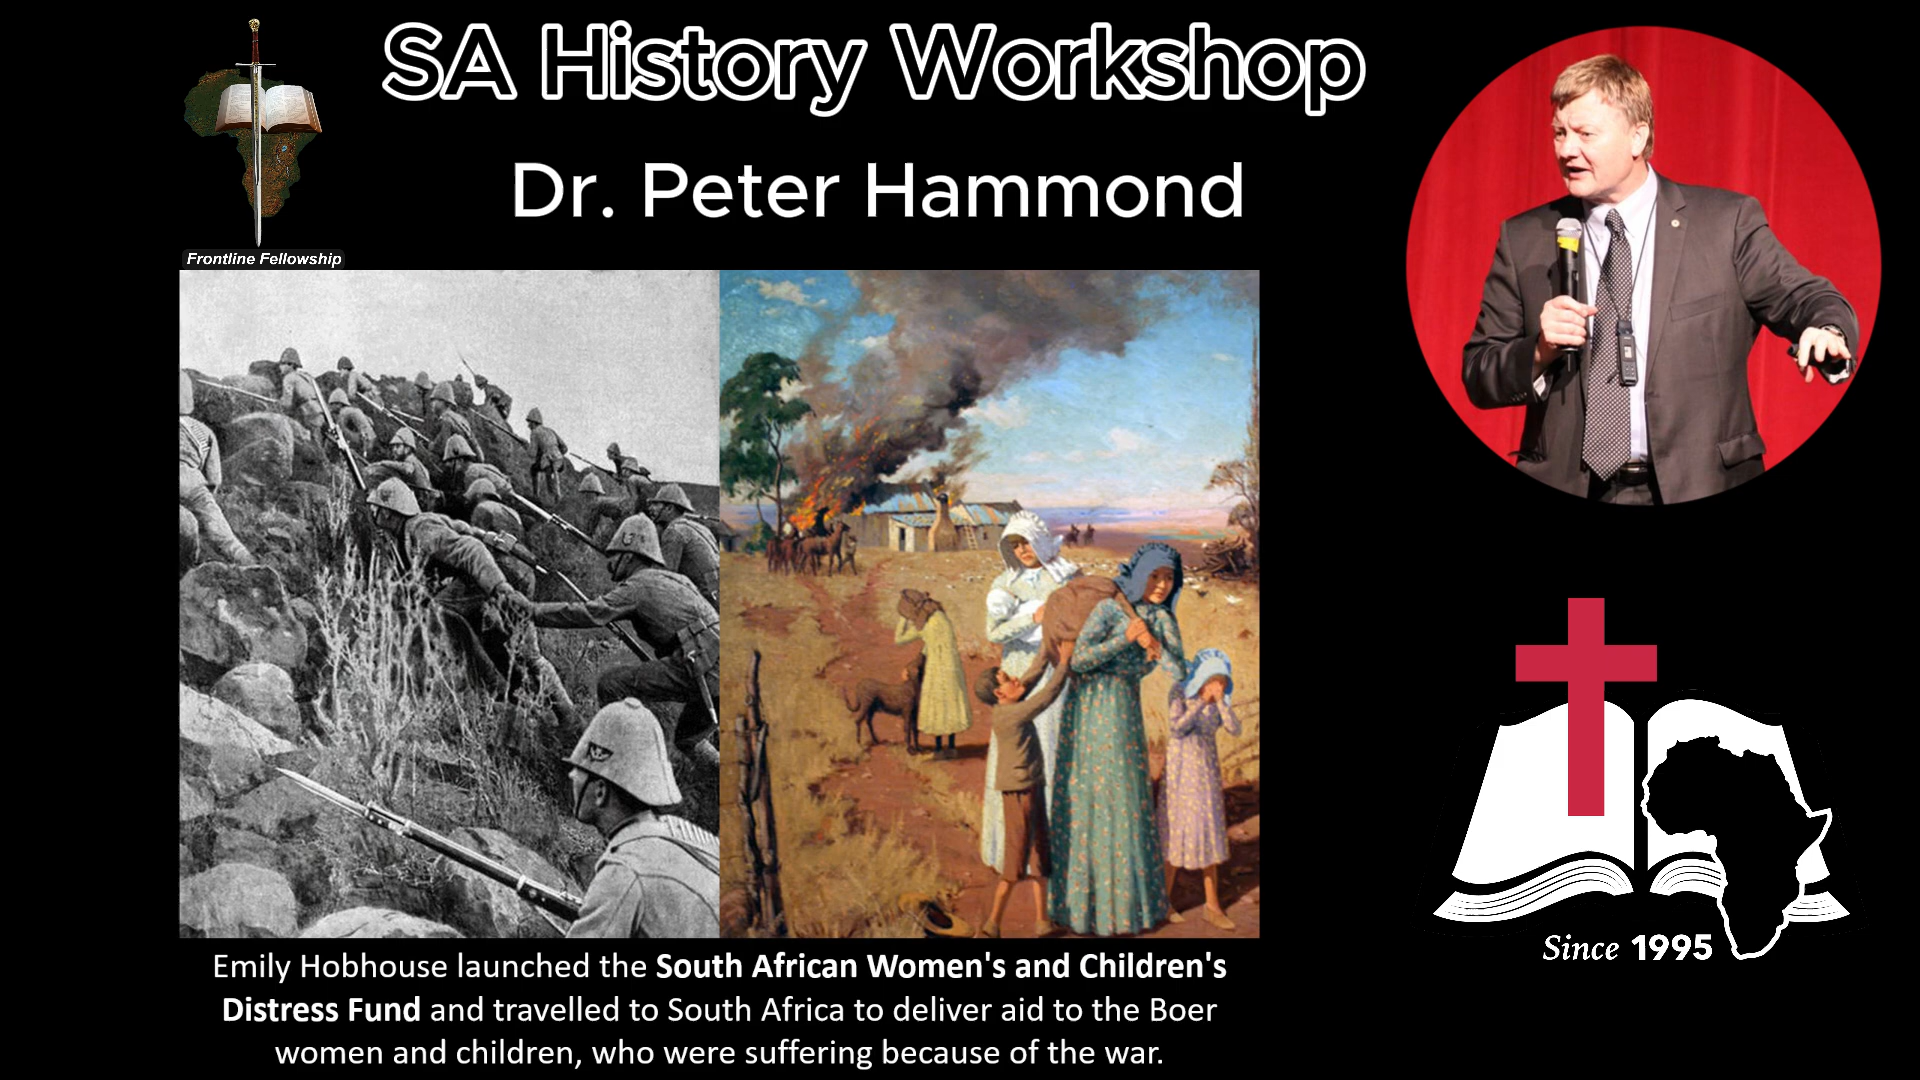 SA History Workshop
Dr. Peter Hammond
Frontline Fellowship
Emily Hobhouse launched the South African Women's and Children's
Distress Fund and travelled to South Africa to deliver aid to the Boer
women and children, who were suffering because of the war.
Since 1995